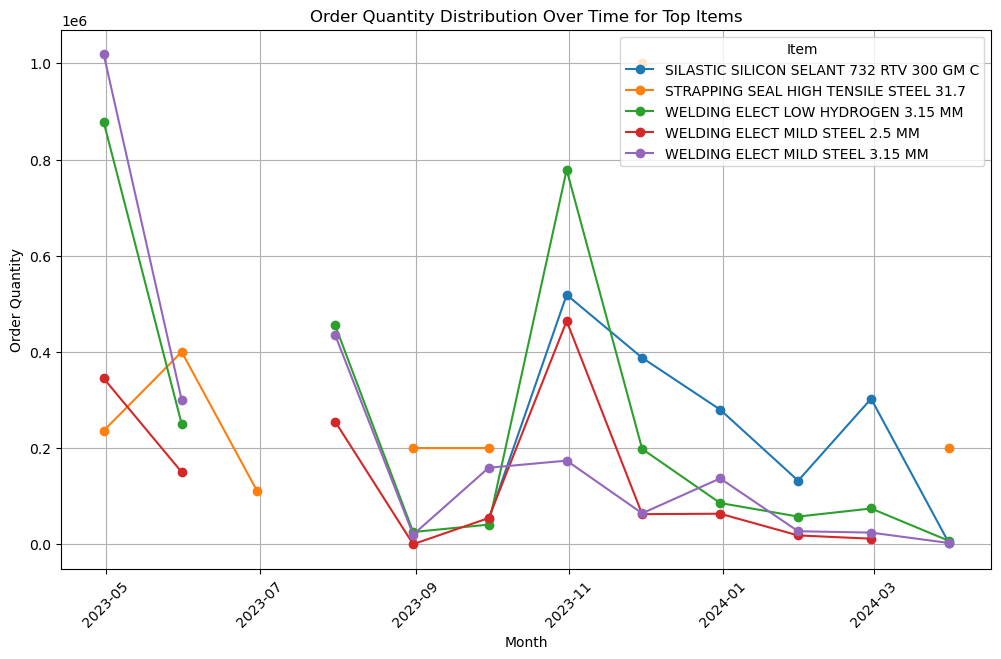 Order Quantity Distribution Over Time for Top Items
1e6
Item
SILASTIC SILICON SELANT 732 RTV 300 GM C
STRAPPING SEAL HIGH TENSILE STEEL 31.7
WELDING ELECT LOW HYDROGEN 3.15 MM
WELDING ELECT MILD STEEL 2.5 MM
WELDING ELECT MILD STEEL 3.15 MM
1.0
0.8
0.6
0.4
0.2
0.0
Order Quantity
2023-05
2023-07
2023-09
2023-11
2024-01
2024-03
Month